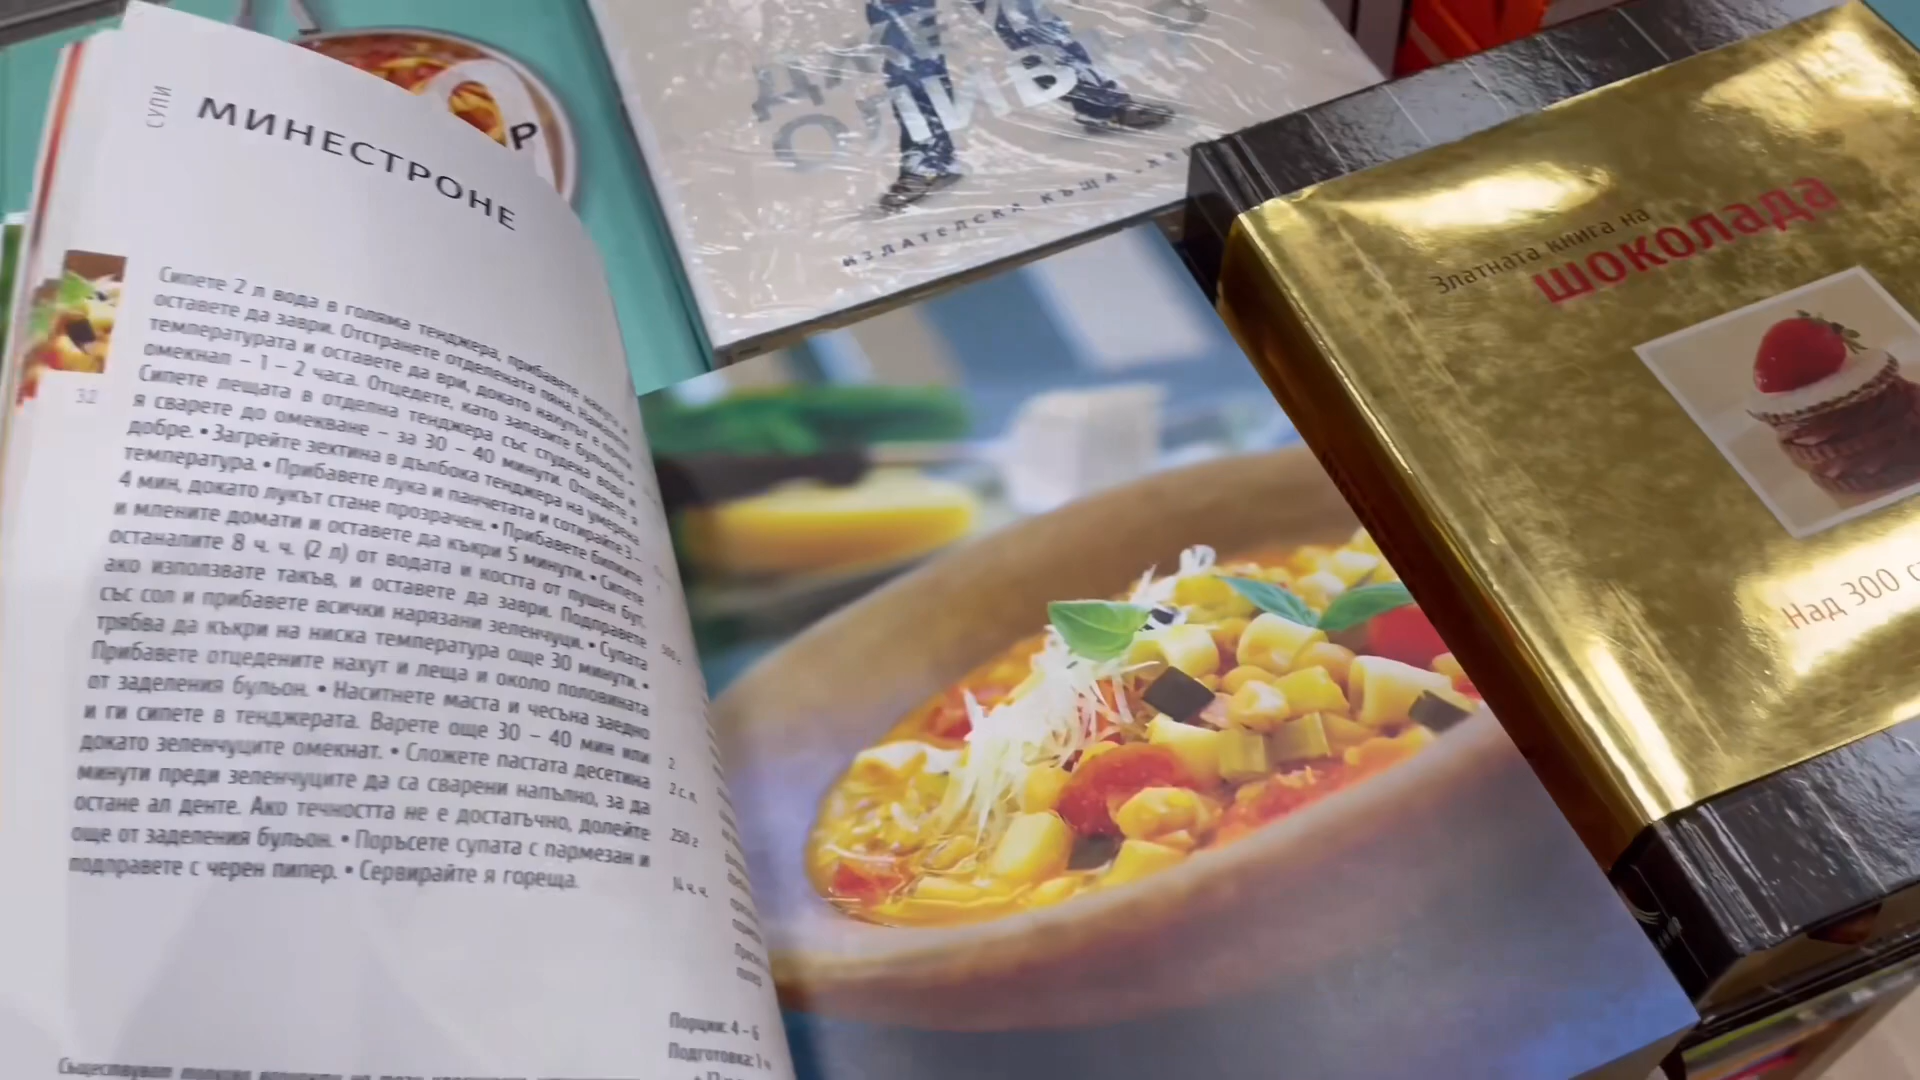 СУПИ
МИНЕСТРОНЕ
Сипете 2 л вода в голяма тенджера, прибавете нахута и
оставете да заври. Отстранете отделената пяна. Намалете
температурата и оставете да ври, докато нахутът е почти
омекнал – 1 – 2 часа. Отцедете, като запазите бульона. •
Сипете лещата в отделна тенджера със студена вода и
я сварете до омекване – за 30 – 40 минути. Отцедете я
добре. • Загрейте зехтина в дълбока тенджера на умерена
температура. • Прибавете лука и панчетата и сотирайте 3 –
4 мин, докато лукът стане прозрачен. • Прибавете билките
и млените домати и оставете да къкри 5 минути. • Сипете
останалите 8 ч. ч. (2 л) от водата и костта от пушен бут,
ако използвате такъв, и оставете да заври. Подправете
със сол и прибавете всички нарязани зеленчуци. • Супата
трябва да къкри на ниска температура още 30 минути. •
Прибавете отцедените нахут и леща и около половината
от заделения бульон. • Наситнете маста и чесъна заедно
и ги сипете в тенджерата. Варете още 30 – 40 мин или
докато зеленчуците омекнат. • Сложете пастата десетина
минути преди зеленчуците да са сварени напълно, за да
остане ал денте. Ако течността не е достатъчно, долейте
още от заделения бульон. • Поръсете супата с пармезан и
подправете с черен пипер. • Сервирайте я гореща.
32
500 г
2
2 с. л.
250 г
¼ ч. ч.
Порции: 4 – 6
Подготовка: 1 ч
Съществуват
Р
ОЛИВ
ИЗДАТЕЛСКА КЪЩА
Златната книга на
ШОКОЛАДА
Над 300